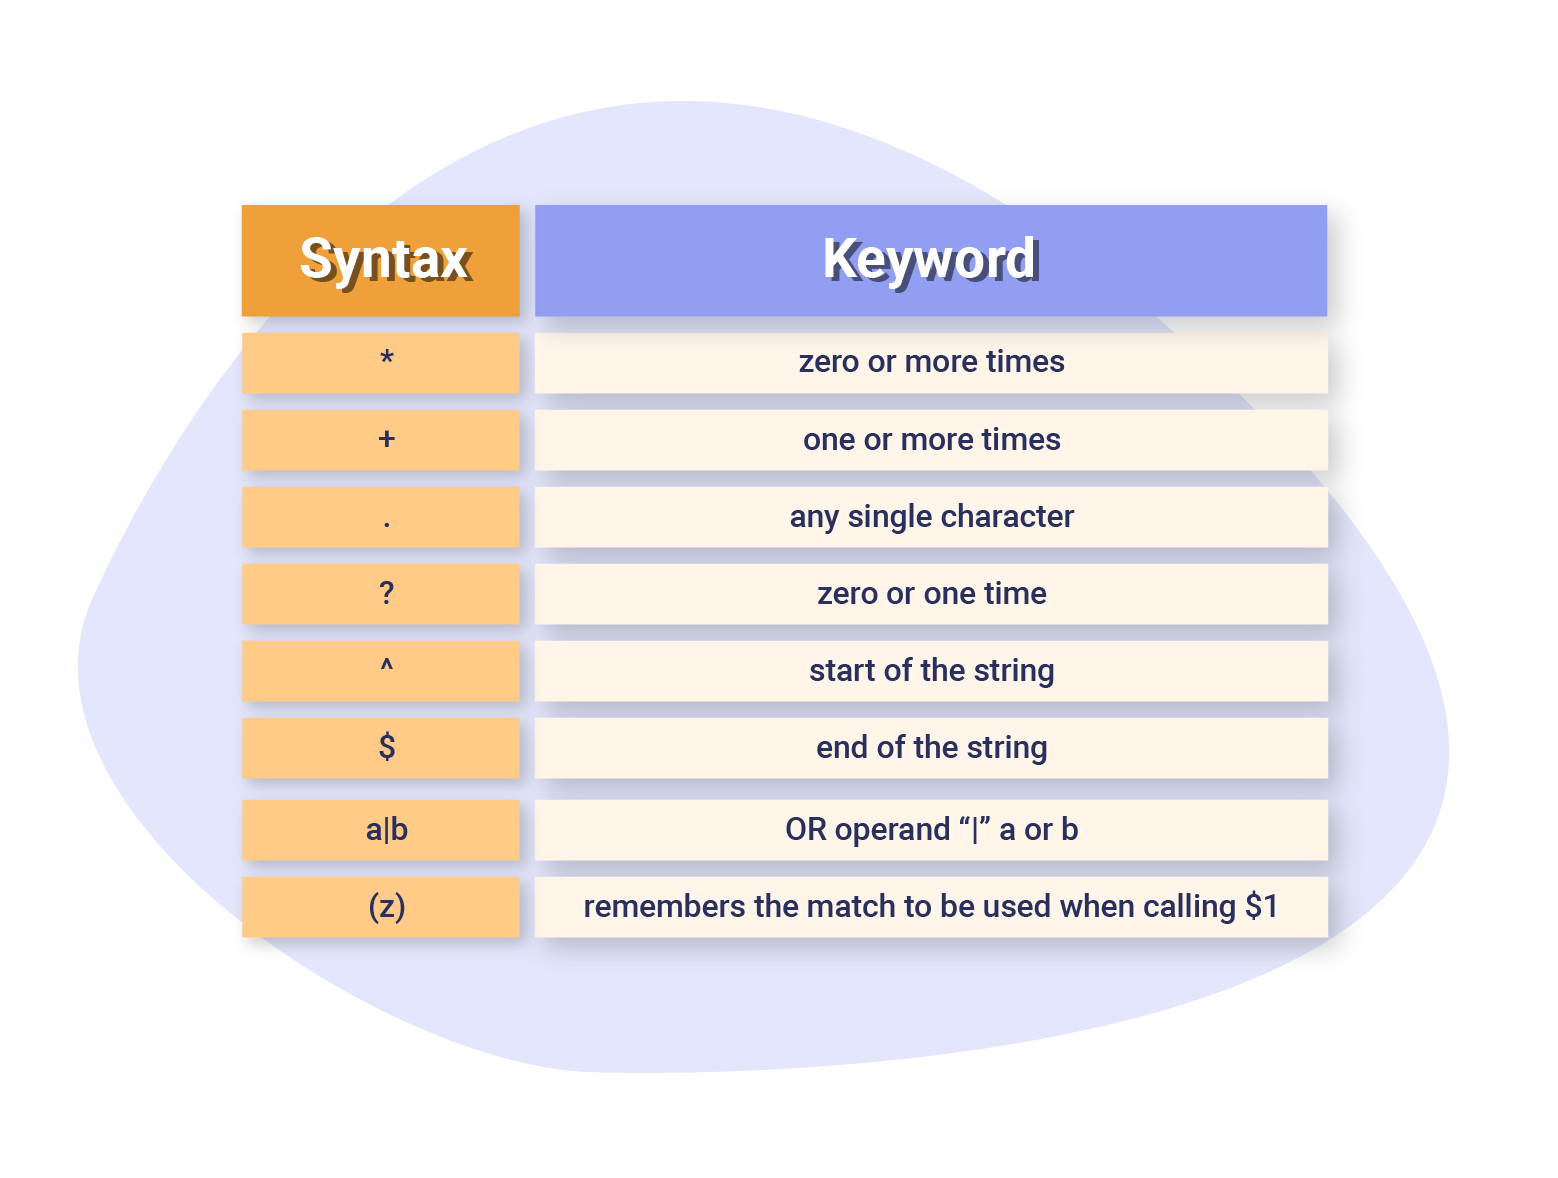 Syntax Keyword
* zero or more times
+ one or more times
. any single character
? zero or one time
^ start of the string
$ end of the string
a|b OR operand “|” a or b
(z) remembers the match to be used when calling $1